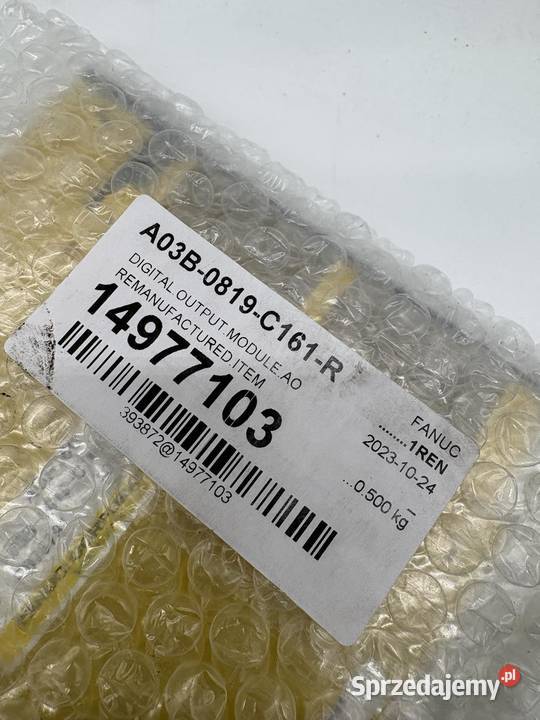 A03B-0819-C161-R
DIGITAL.OUTPUT.MODULE.AO
REMANUFACTURED.ITEM
14977103
393872@14977103
FANUC
........1REN
2023-10-24
–
...0.500 kg
Sprzedajemy.pl